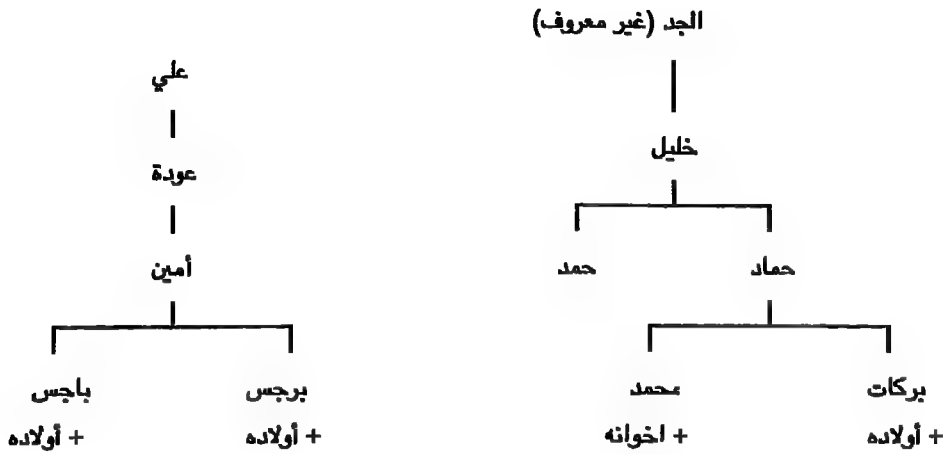 الجد (غير معروف)
خليل
حماد
حمد
بركات
+ أولاده
محمد
+ اخوانه
علي
عودة
أمين
برجس
+ أولاده
باجس
+ أولاده